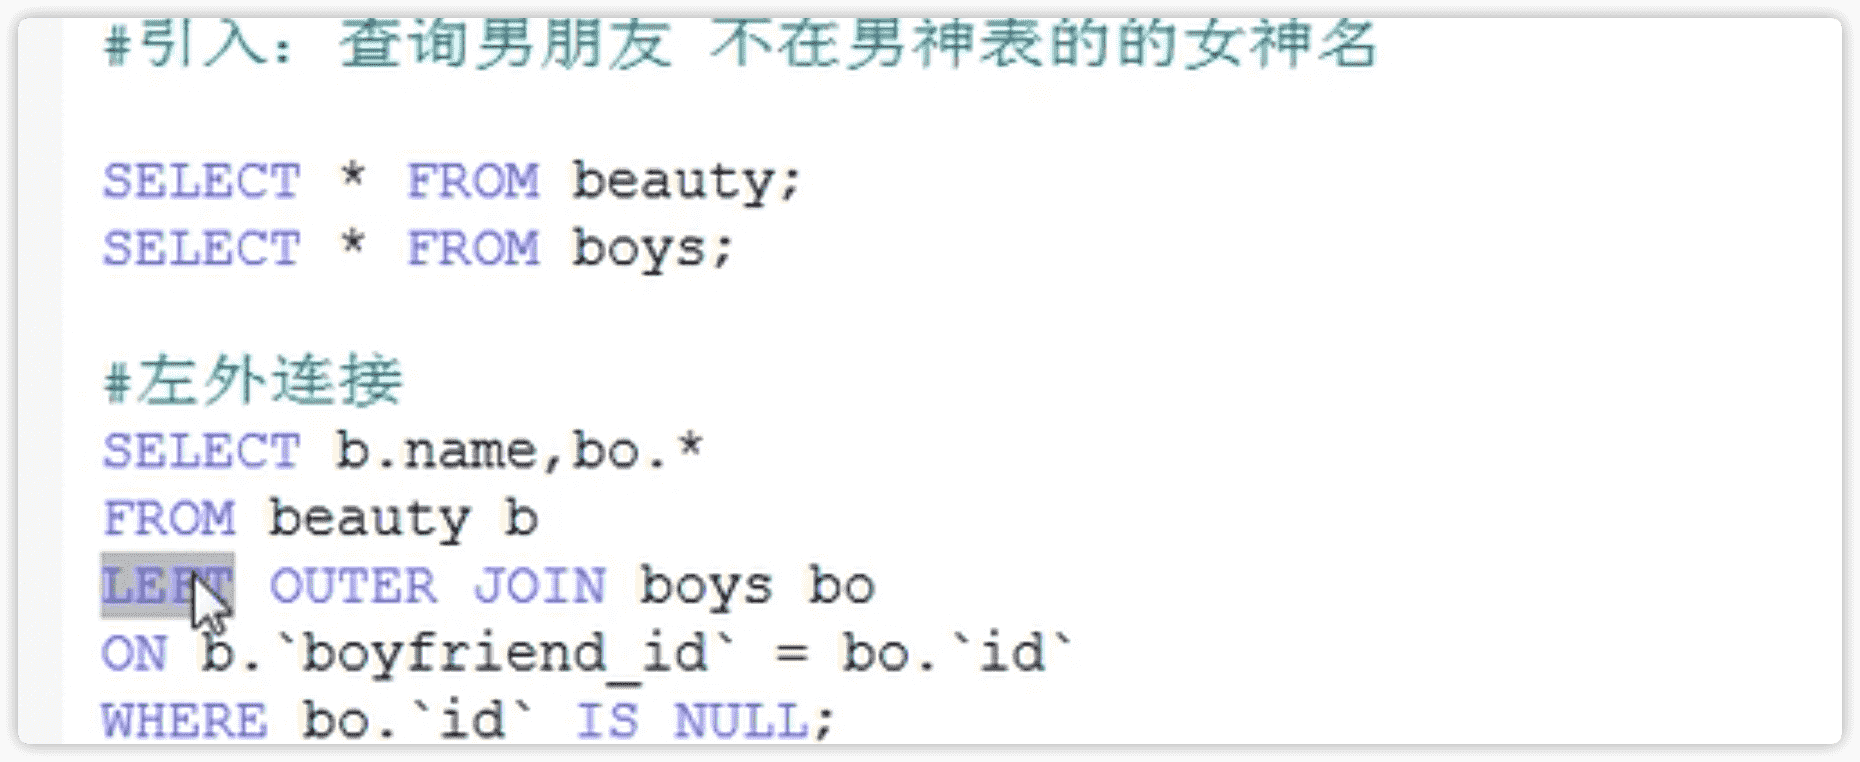 #引入：查询男朋友 不在男神表的的女神名
SELECT * FROM beauty;
SELECT * FROM boys;
#左外连接
SELECT b.name,bo.*
FROM beauty b
LEFT OUTER JOIN boys bo
ON b.`boyfriend_id` = bo.`id`
WHERE bo.`id` IS NULL;